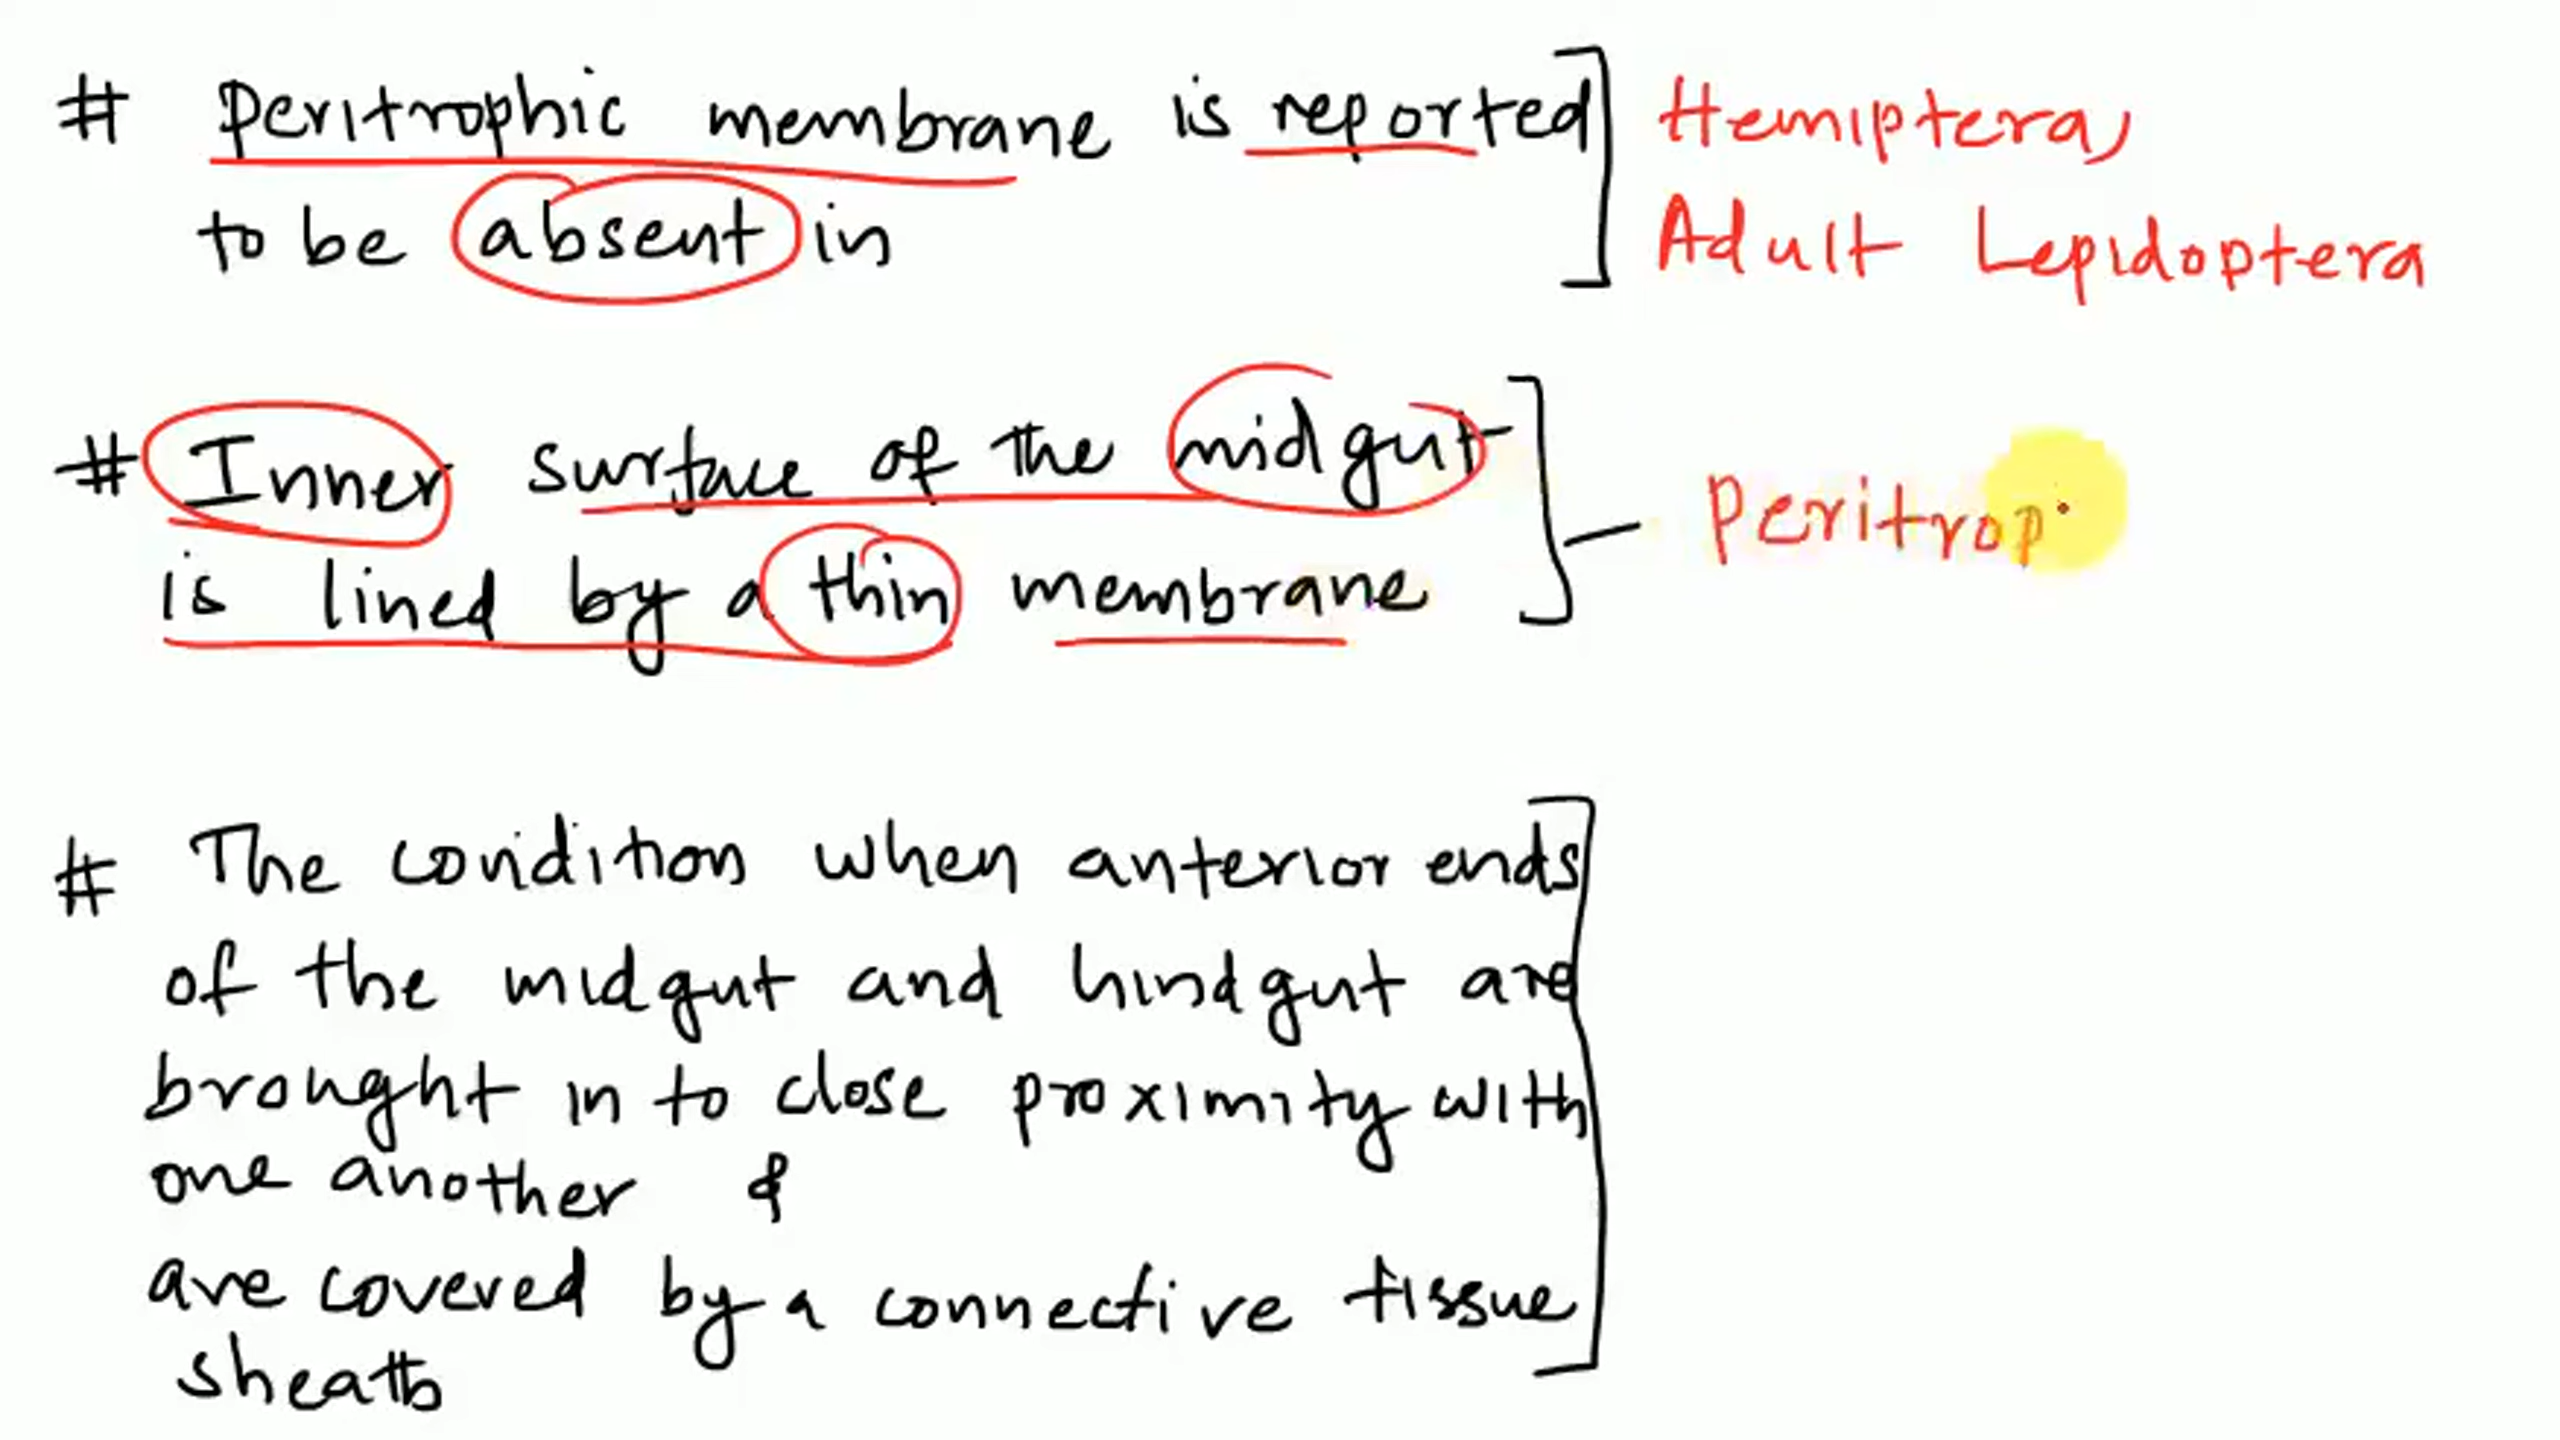 # Peritrophic membrane is reported
to be absent in
Hemiptera,
Adult Lepidoptera
# Inner surface of the midgut
is lined by a thin membrane
- Peritrop
# The condition when anterior ends
of the midgut and hindgut are
brought in to close proximity with
one another &
are covered by a connective tissue
sheath